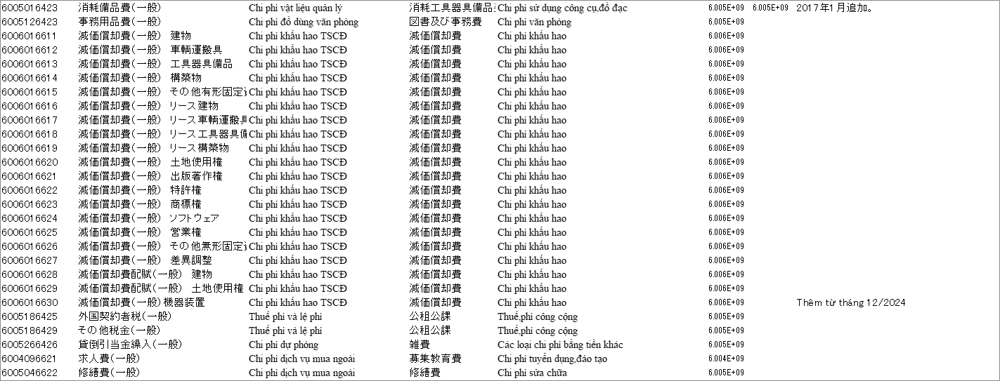 6005016423 消耗備品費(一般) Chi phí vật liệu quản lý 消耗工具器具備品 Chi phí sử dụng công cụ,đồ đạc 6.005E+09 6.005E+09 2017年1月追加。
6005126423 事務用品費(一般) Chi phí đồ dùng văn phòng 図書及び事務費 Chi phí văn phòng 6.005E+09
6006016611 減価償却費(一般) 建物 Chi phí khấu hao TSCĐ 減価償却費 Chi phí khấu hao 6.006E+09
6006016612 減価償却費(一般) 車輌運搬具 Chi phí khấu hao TSCĐ 減価償却費 Chi phí khấu hao 6.006E+09
6006016613 減価償却費(一般) 工具器具備品 Chi phí khấu hao TSCĐ 減価償却費 Chi phí khấu hao 6.006E+09
6006016614 減価償却費(一般) 構築物 Chi phí khấu hao TSCĐ 減価償却費 Chi phí khấu hao 6.006E+09
6006016615 減価償却費(一般) その他有形固定 Chi phí khấu hao TSCĐ 減価償却費 Chi phí khấu hao 6.006E+09
6006016616 減価償却費(一般) リース建物 Chi phí khấu hao TSCĐ 減価償却費 Chi phí khấu hao 6.006E+09
6006016617 減価償却費(一般) リース車輌運搬具 Chi phí khấu hao TSCĐ 減価償却費 Chi phí khấu hao 6.006E+09
6006016618 減価償却費(一般) リース工具器具備 Chi phí khấu hao TSCĐ 減価償却費 Chi phí khấu hao 6.006E+09
6006016619 減価償却費(一般) リース構築物 Chi phí khấu hao TSCĐ 減価償却費 Chi phí khấu hao 6.006E+09
6006016620 減価償却費(一般) 土地使用権 Chi phí khấu hao TSCĐ 減価償却費 Chi phí khấu hao 6.006E+09
6006016621 減価償却費(一般) 出版著作権 Chi phí khấu hao TSCĐ 減価償却費 Chi phí khấu hao 6.006E+09
6006016622 減価償却費(一般) 特許権 Chi phí khấu hao TSCĐ 減価償却費 Chi phí khấu hao 6.006E+09
6006016623 減価償却費(一般) 商標権 Chi phí khấu hao TSCĐ 減価償却費 Chi phí khấu hao 6.006E+09
6006016624 減価償却費(一般) ソフトウェア Chi phí khấu hao TSCĐ 減価償却費 Chi phí khấu hao 6.006E+09
6006016625 減価償却費(一般) 営業権 Chi phí khấu hao TSCĐ 減価償却費 Chi phí khấu hao 6.006E+09
6006016626 減価償却費(一般) その他無形固定 Chi phí khấu hao TSCĐ 減価償却費 Chi phí khấu hao 6.006E+09
6006016627 減価償却費(一般) 差異調整 Chi phí khấu hao TSCĐ 減価償却費 Chi phí khấu hao 6.006E+09
6006016628 減価償却費配賦(一般) 建物 Chi phí khấu hao TSCĐ 減価償却費 Chi phí khấu hao 6.006E+09
6006016629 減価償却費配賦(一般) 土地使用権 Chi phí khấu hao TSCĐ 減価償却費 Chi phí khấu hao 6.006E+09
6006016630 減価償却費(一般)機器装置 Chi phí khấu hao TSCĐ 減価償却費 Chi phí khấu hao 6.006E+09 Thêm từ tháng 12/2024
6005186425 外国契約者税(一般) Thuế phí và lệ phí 公租公課 Thuế,phí công cộng 6.005E+09
6005186429 その他税金(一般) Thuế phí và lệ phí 公租公課 Thuế,phí công cộng 6.005E+09
6005266426 貸倒引当金繰入(一般) Chi phí dự phòng 雑費 Các loại chi phí bằng tiền khác 6.005E+09
6004096621 求人費(一般) Chi phí dịch vụ mua ngoài 募集教育費 Chi phí tuyển dụng,đào tạo 6.004E+09
6005046622 修繕費(一般) Chi phí dịch vụ mua ngoài 修繕費 Chi phí sửa chữa 6.005E+09